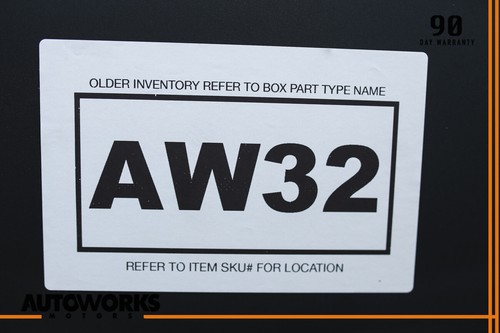 90
DAY WARRANTY
OLDER INVENTORY REFER TO BOX PART TYPE NAME
AW32
REFER TO ITEM SKU# FOR LOCATION
AUTOWORKS
MOTORS